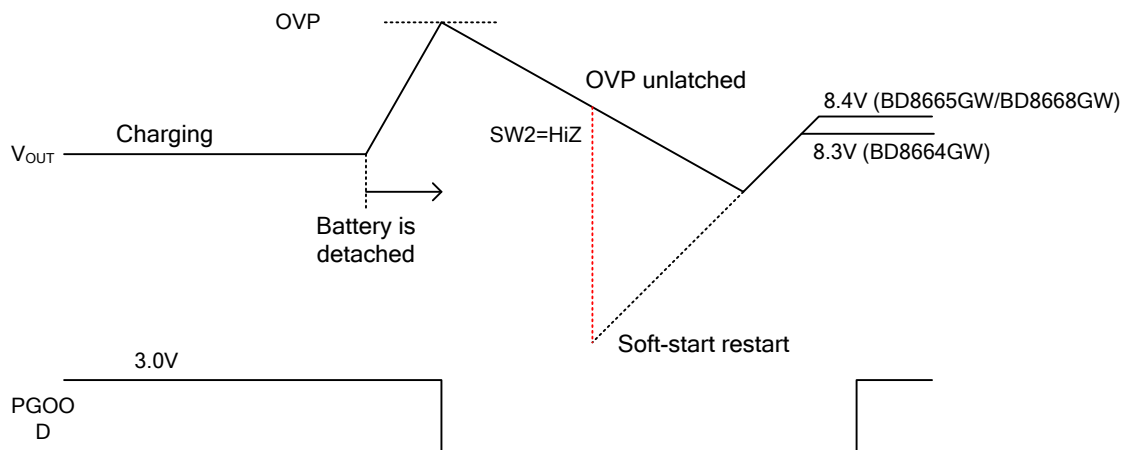 OVP
OVP unlatched
8.4V (BD8665GW/BD8668GW)
Charging
SW2=HiZ
VOUT
8.3V (BD8664GW)
Battery is
detached
Soft-start restart
3.0V
PGOO
D